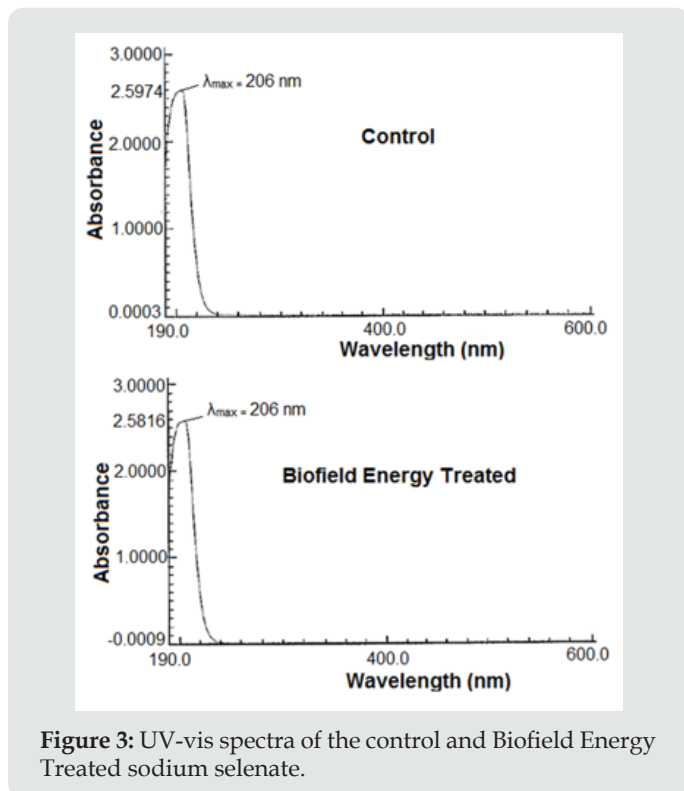 3.0000
λmax = 206 nm
2.5974
Control
2.0000
Absorbance
1.0000
0.0003
190.0 400.0 600.0
Wavelength (nm)
3.0000
λmax = 206 nm
2.5816
2.0000
Biofield Energy Treated
Absorbance
1.0000
-0.0009
190.0 400.0 600.0
Wavelength (nm)
Figure 3: UV-vis spectra of the control and Biofield Energy
Treated sodium selenate.